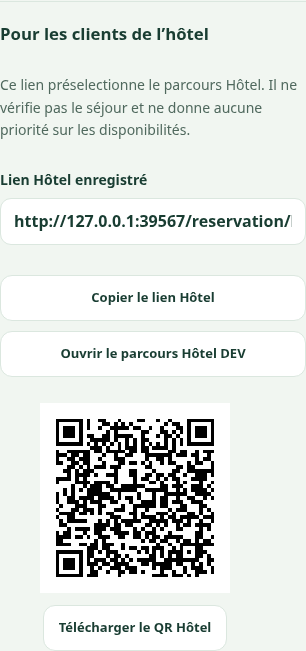 Pour les clients de l’hôtel
Ce lien préselectionne le parcours Hôtel. Il ne
vérifie pas le séjour et ne donne aucune
priorité sur les disponibilités.
Lien Hôtel enregistré
http://127.0.0.1:39567/reservation/
Copier le lien Hôtel
Ouvrir le parcours Hôtel DEV
Télécharger le QR Hôtel